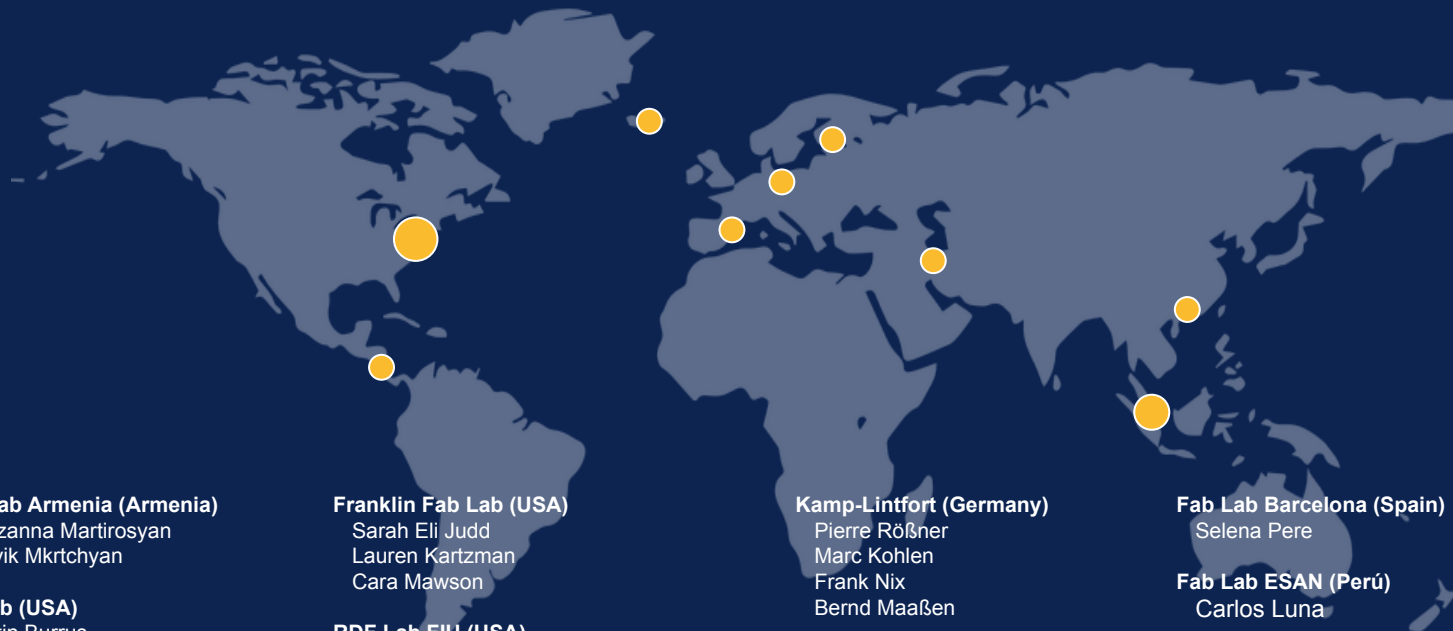 ab Armenia (Armenia)
zanna Martirosyan
vik Mkrtchyan
b (USA)
Franklin Fab Lab (USA)
Sarah Eli Judd
Lauren Kartzman
Cara Mawson
Kamp-Lintfort (Germany)
Pierre Rößner
Marc Kohlen
Frank Nix
Bernd Maaßen
Fab Lab Barcelona (Spain)
Selena Pere
Fab Lab ESAN (Perú)
Carlos Luna